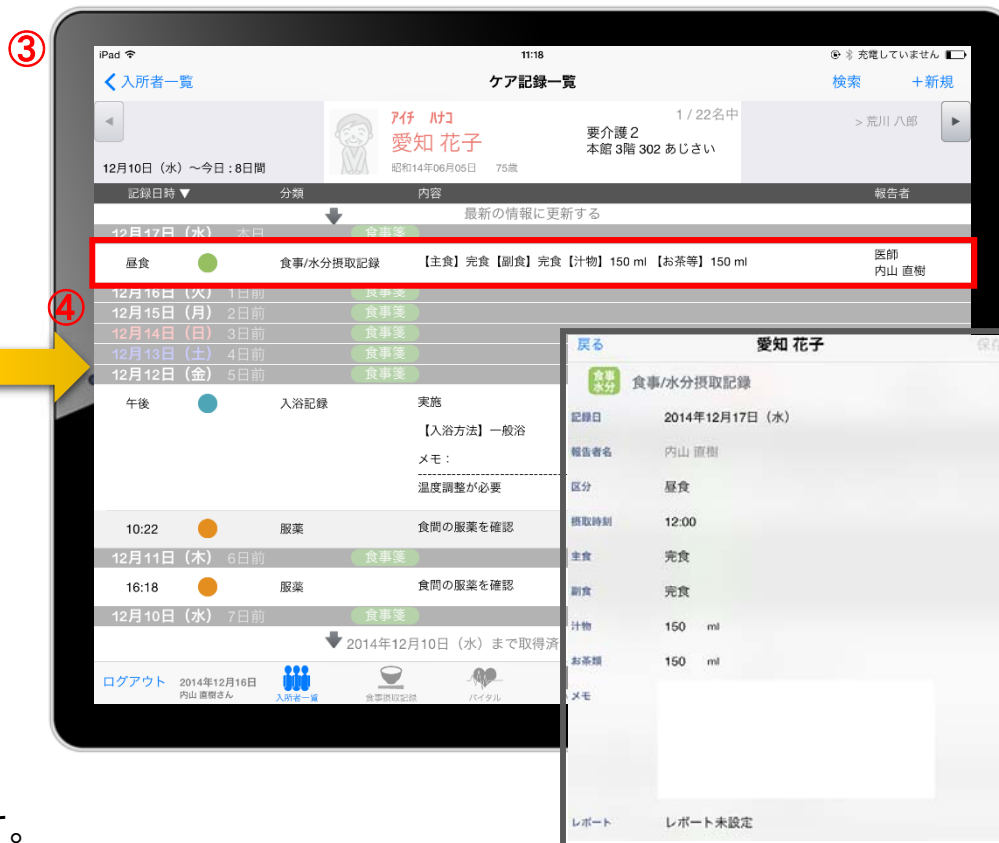 ③
iPad 11:18 充電していません
入所者一覧 ケア記録一覧 検索 +新規
1 / 22名中
アイチ ハナコ
愛知 花子
昭和14年06月05日 75歳
要介護2
本館 3階 302 あじさい
> 荒川 八郎
12月10日（水）～今日 : 8日間
記録日時 ▼ 分類 内容 報告者
最新の情報に更新する
12月17日（水） 本日 食事箋
昼食 食事/水分摂取記録 【主食】完食【副食】完食【汁物】150 ml 【お茶等】150 ml 医師
内山 直樹
12月16日（火） 1日前 食事箋
④
12月15日（月） 2日前 食事箋
12月14日（日） 3日前 食事箋
12月13日（土） 4日前 食事箋
12月12日（金） 5日前 食事箋
午後 入浴記録 実施
【入浴方法】一般浴
メモ：
温度調整が必要
10:22 服薬 食間の服薬を確認
12月11日（木） 6日前 食事箋
16:18 服薬 食間の服薬を確認
12月10日（水） 7日前 食事箋
2014年12月10日（水）まで取得済
ログアウト 2014年12月16日
内山 直樹さん
入所者一覧 食事摂取記録 バイタル
戻る 愛知 花子 保存
食事
水分 食事/水分摂取記録
記録日 2014年12月17日（水）
報告者名 内山 直樹
区分 昼食
摂取時刻 12:00
主食 完食
副食 完食
汁物 150 ml
お茶類 150 ml
メモ
レポート レポート未設定
。